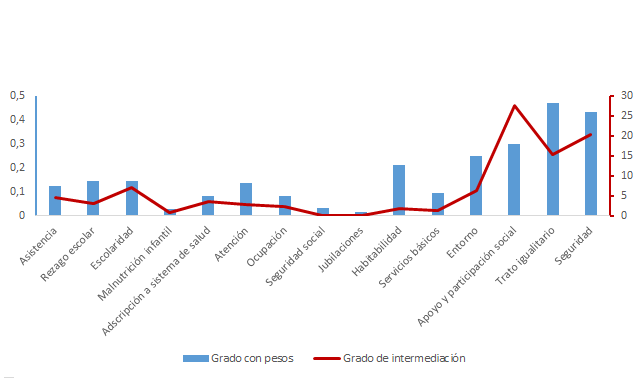 0,5
0,4
0,3
0,2
0,1
0
30
25
20
15
10
5
0
Asistencia
Rezago escolar
Escolaridad
Malnutrición infantil
Adscripción a sistema de salud
Atención
Ocupación
Seguridad social
Jubilaciones
Habitabilidad
Servicios básicos
Entorno
Apoyo y participación social
Trato igualitario
Seguridad
Grado con pesos
Grado de intermediación